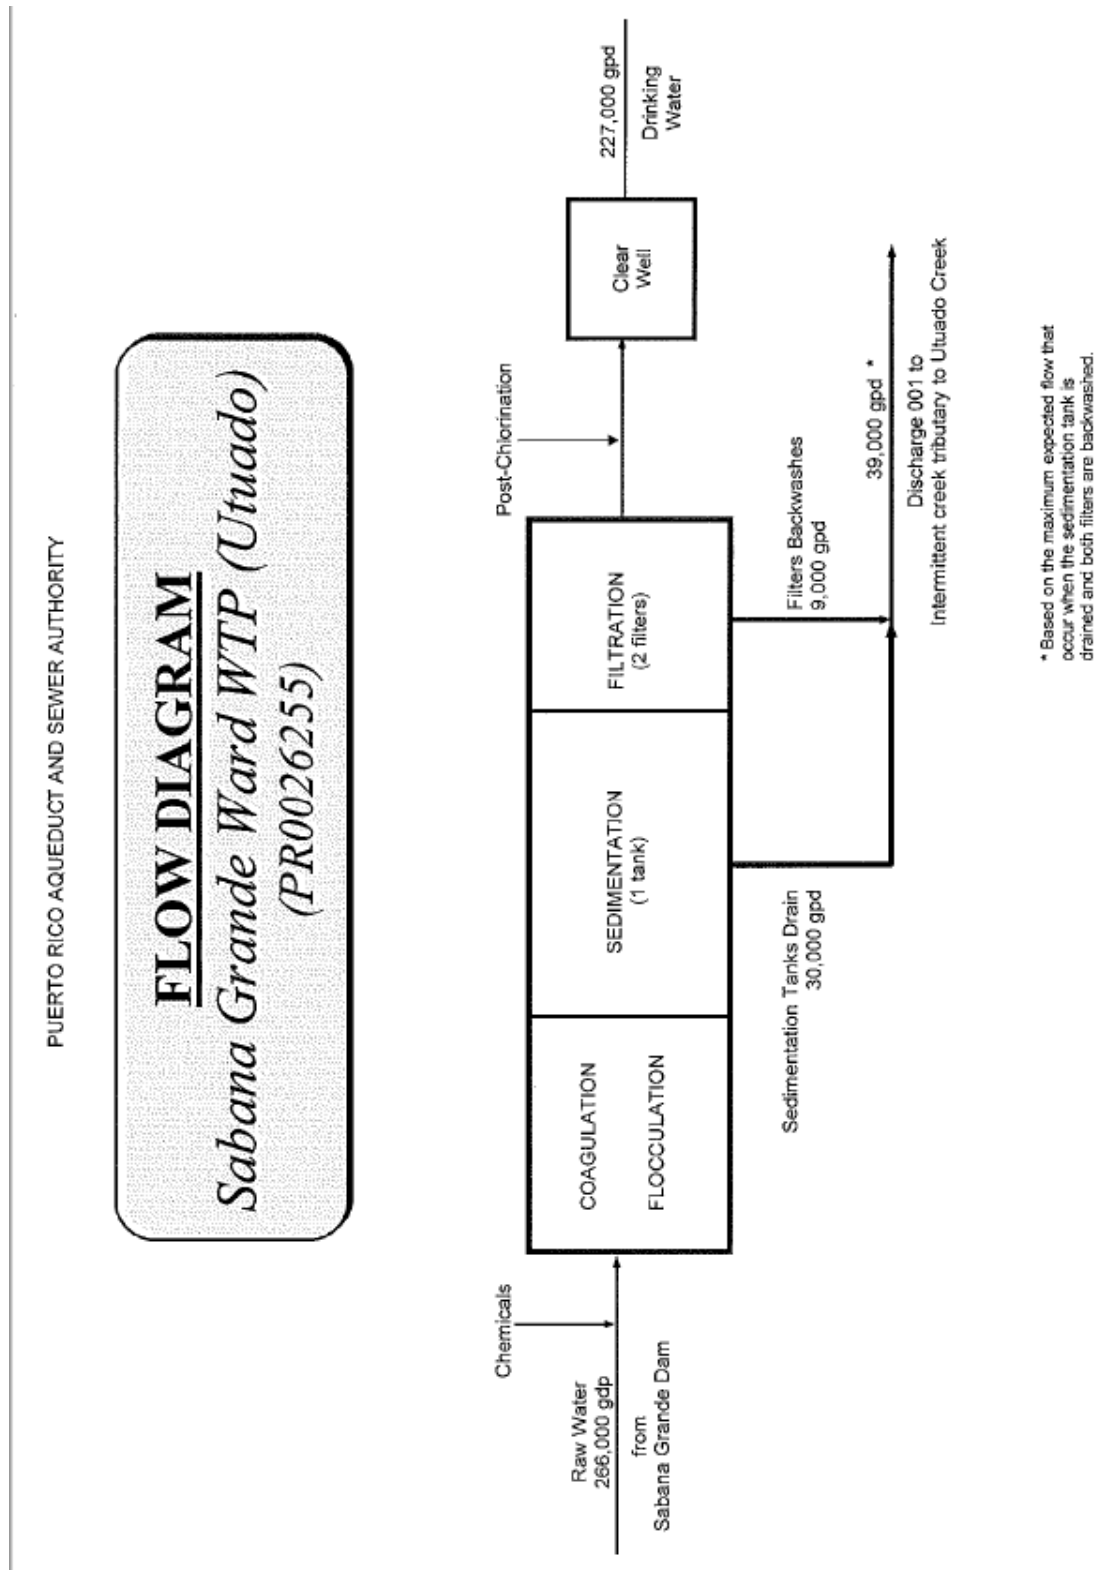 PUERTO RICO AQUEDUCT AND SEWER AUTHORITY
FLOW DIAGRAM
Sabana Grande Ward WTP (Utuado)
(PR0026255)
Chemicals
Raw Water
266,000 gdp
from
Sabana Grande Dam
COAGULATION
FLOCCULATION
SEDIMENTATION
(1 tank)
FILTRATION
(2 filters)
Post-Chlorination
Clear
Well
227,000 gpd
Drinking
Water
Sedimentation Tanks Drain
30,000 gpd
Filters Backwashes
9,000 gpd
39,000 gpd *
Discharge 001 to
Intermittent creek tributary to Utuado Creek
* Based on the maximum expected flow that
occur when the sedimentation tank is
drained and both filters are backwashed.